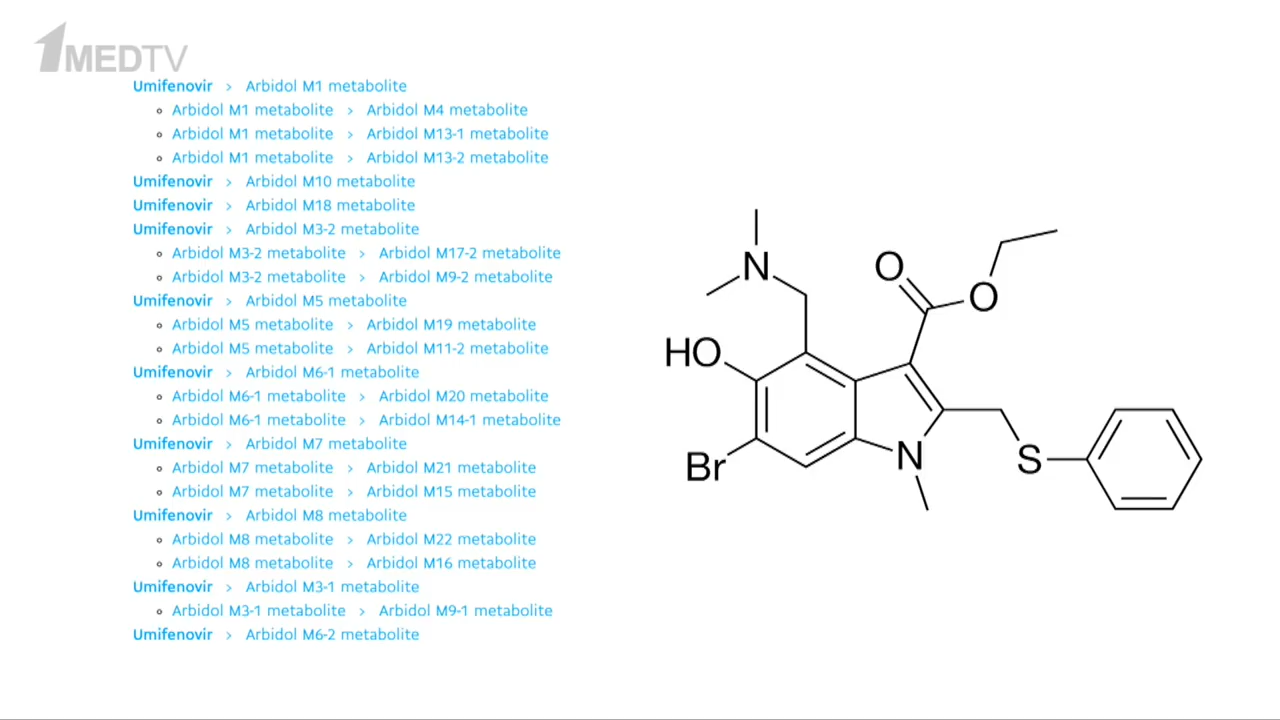 1MEDTV
Umifenovir > Arbidol M1 metabolite
Arbidol M1 metabolite > Arbidol M4 metabolite
Arbidol M1 metabolite > Arbidol M13-1 metabolite
Arbidol M1 metabolite > Arbidol M13-2 metabolite
Umifenovir > Arbidol M10 metabolite
Umifenovir > Arbidol M18 metabolite
Umifenovir > Arbidol M3-2 metabolite
Arbidol M3-2 metabolite > Arbidol M17-2 metabolite
Arbidol M3-2 metabolite > Arbidol M9-2 metabolite
Umifenovir > Arbidol M5 metabolite
Arbidol M5 metabolite > Arbidol M19 metabolite
Arbidol M5 metabolite > Arbidol M11-2 metabolite
Umifenovir > Arbidol M6-1 metabolite
Arbidol M6-1 metabolite > Arbidol M20 metabolite
Arbidol M6-1 metabolite > Arbidol M14-1 metabolite
Umifenovir > Arbidol M7 metabolite
Arbidol M7 metabolite > Arbidol M21 metabolite
Arbidol M7 metabolite > Arbidol M15 metabolite
Umifenovir > Arbidol M8 metabolite
Arbidol M8 metabolite > Arbidol M22 metabolite
Arbidol M8 metabolite > Arbidol M16 metabolite
Umifenovir > Arbidol M3-1 metabolite
Arbidol M3-1 metabolite > Arbidol M9-1 metabolite
Umifenovir > Arbidol M6-2 metabolite
N
O
O
HO
Br
N
S